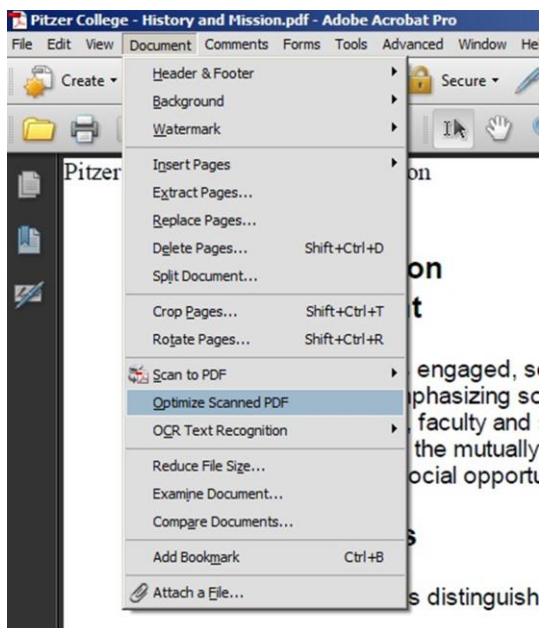 Pitzer College - History and Mission.pdf - Adobe Acrobat Pro
File Edit View Document Comments Forms Tools Advanced Window
Create Secure
Pitzer
on
Header & Footer
Background
Watermark
Insert Pages
Extract Pages...
Replace Pages...
Delete Pages... Shift+Ctrl+D
Split Document...
Crop Pages... Shift+Ctrl+T
Rotate Pages... Shift+Ctrl+R
Scan to PDF
Optimize Scanned PDF
OCR Text Recognition
Reduce File Size...
Examine Document...
Compare Documents...
Add Bookmark Ctrl+B
Attach a File...
on
t
engaged, s
phasizing so
, faculty and
the mutually
ocial opportu
s
s distinguish